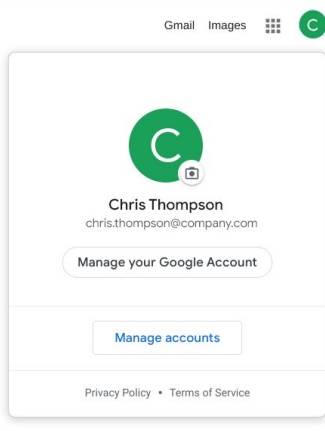 Gmail Images C
C
Chris Thompson
chris.thompson@company.com
Manage your Google Account
Manage accounts
Privacy Policy • Terms of Service